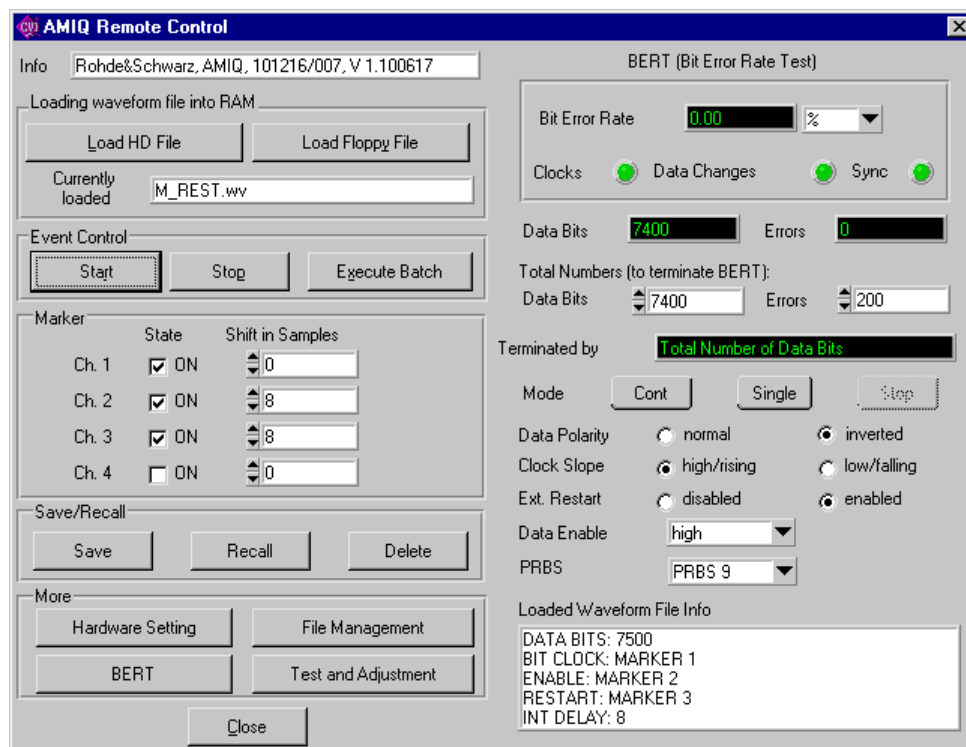 CVI AMIQ Remote Control
Info Rohde&Schwarz, AMIQ, 101216/007, V 1.100617
Loading waveform file into RAM
Load HD File Load Floppy File
Currently loaded M_REST.wv
Event Control
Start Stop Execute Batch
Marker
State Shift in Samples
Ch. 1 ON 0
Ch. 2 ON 8
Ch. 3 ON 8
Ch. 4 ON 0
Save/Recall
Save Recall Delete
More
Hardware Setting File Management
BERT Test and Adjustment
Close
BERT (Bit Error Rate Test)
Bit Error Rate 0.00 %
Clocks Data Changes Sync
Data Bits 7400 Errors 0
Total Numbers (to terminate BERT):
Data Bits 7400 Errors 200
Terminated by Total Number of Data Bits
Mode Cont Single Stop
Data Polarity normal inverted
Clock Slope high/rising low/falling
Ext. Restart disabled enabled
Data Enable high
PRBS PRBS 9
Loaded Waveform File Info
DATA BITS: 7500
BIT CLOCK: MARKER 1
ENABLE: MARKER 2
RESTART: MARKER 3
INT DELAY: 8